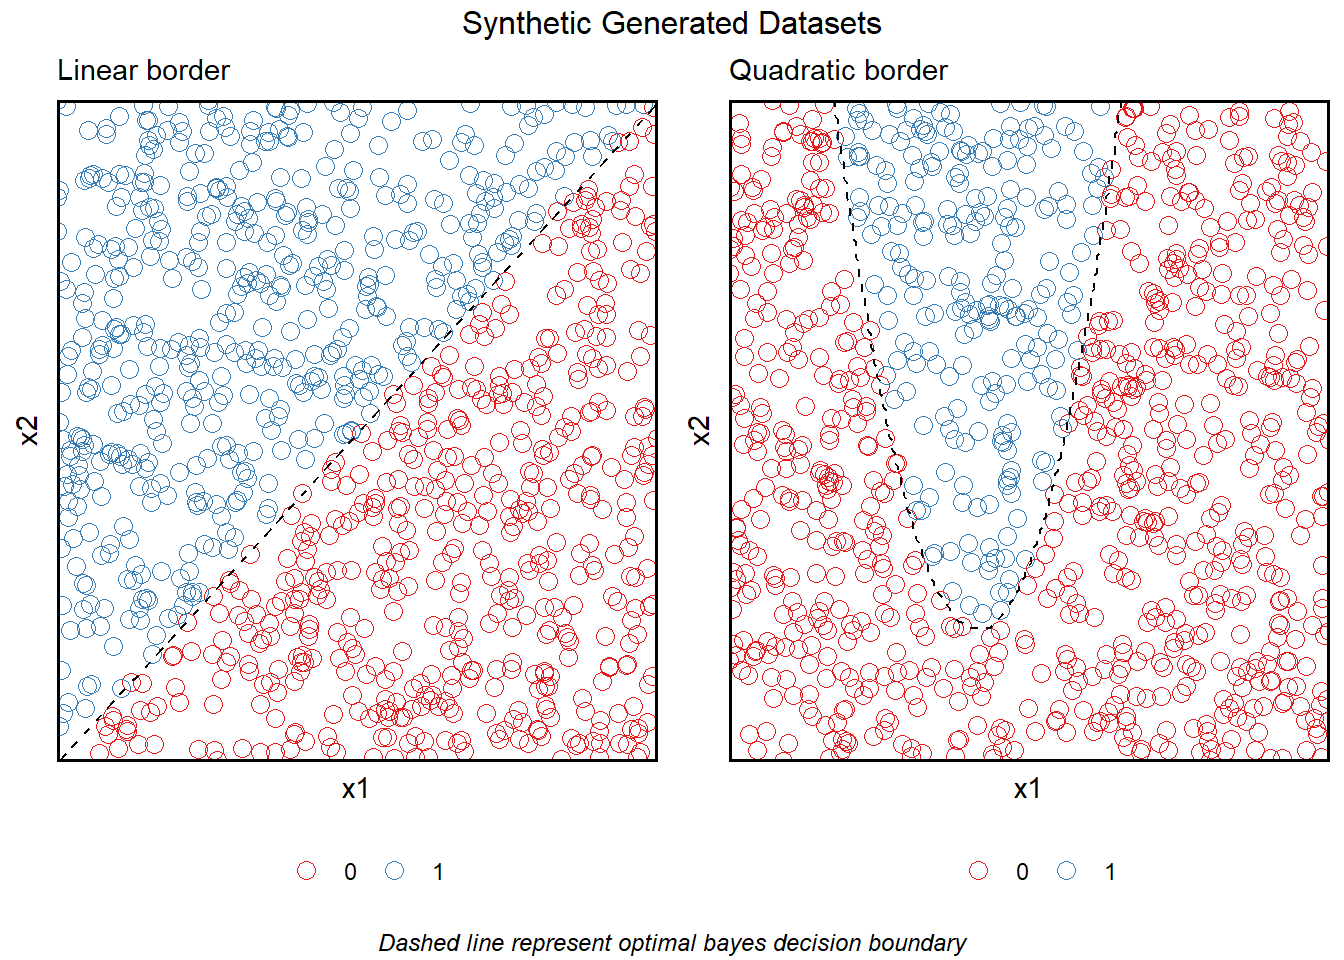 Synthetic Generated Datasets
Linear border
Quadratic border
x2
x2
x1
x1
0 1
0 1
Dashed line represent optimal bayes decision boundary